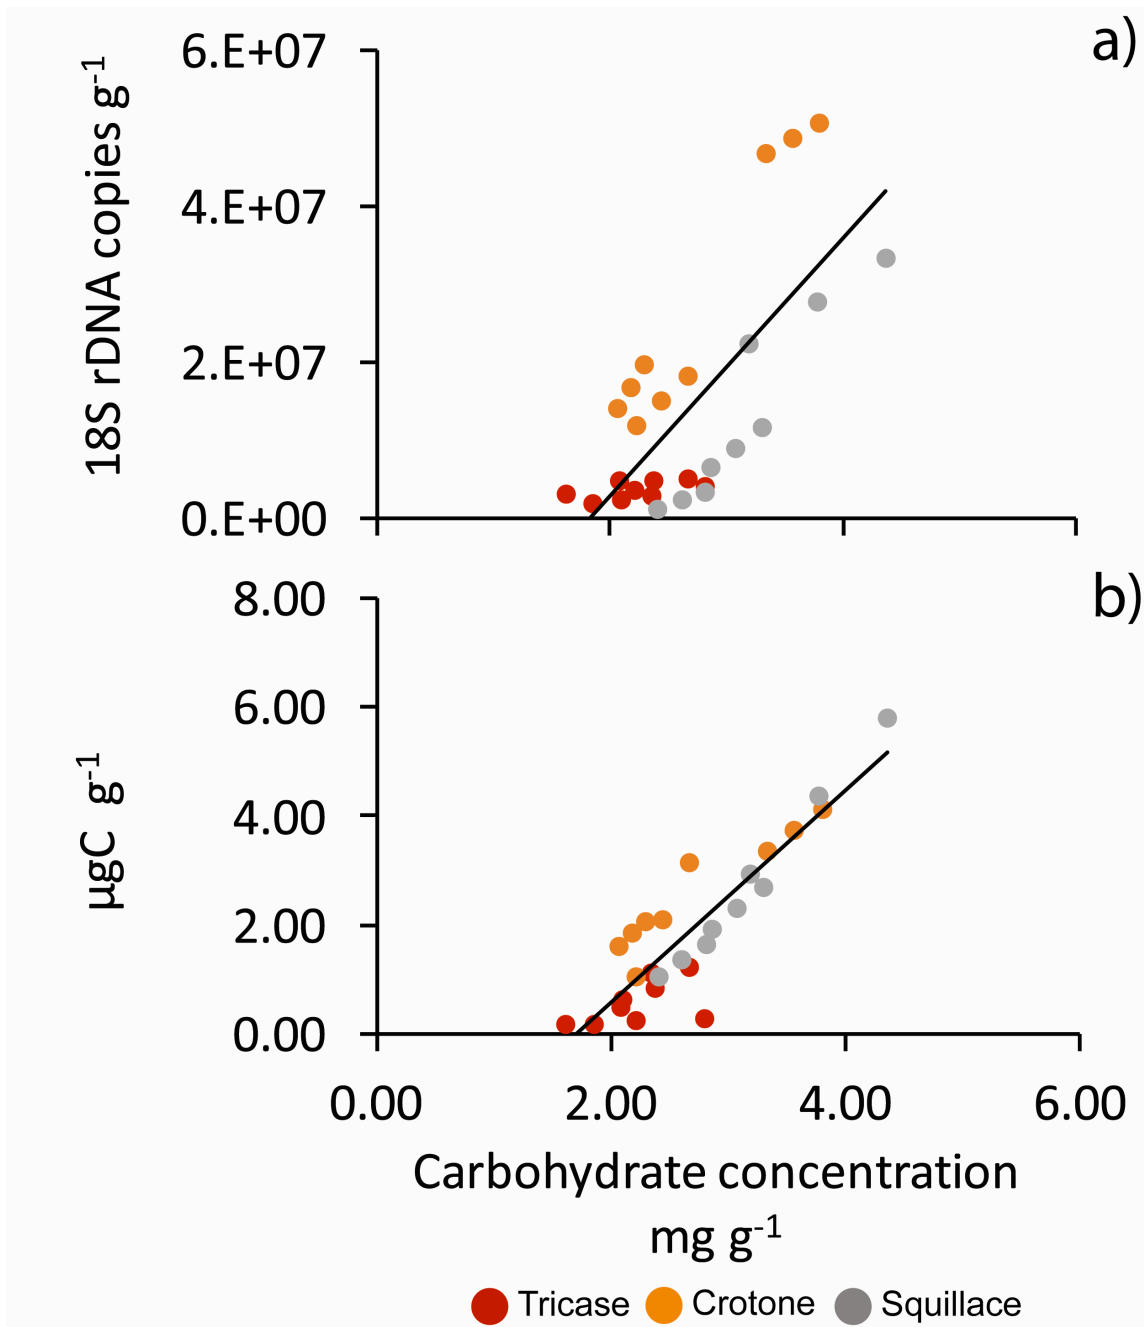 a)
6.E+07
4.E+07
2.E+07
0.E+00
18S rDNA copies g⁻¹
b)
8.00
6.00
4.00
2.00
0.00
µgC g⁻¹
0.00 2.00 4.00 6.00
Carbohydrate concentration
mg g⁻¹
Tricase Crotone Squillace